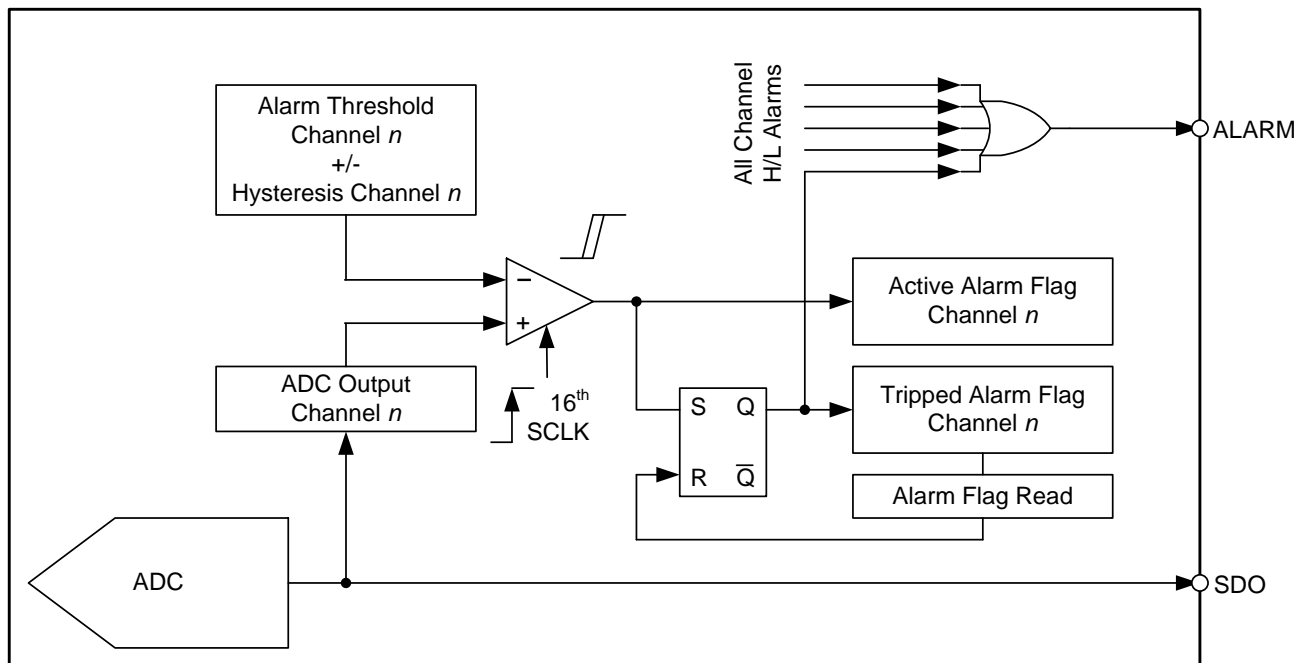 Alarm Threshold
Channel n
+/-
Hysteresis Channel n
All Channel
H/L Alarms
ALARM
−
+
Active Alarm Flag
Channel n
ADC Output
Channel n
16th
SCLK
S Q
R Q̅
Tripped Alarm Flag
Channel n
Alarm Flag Read
ADC
SDO